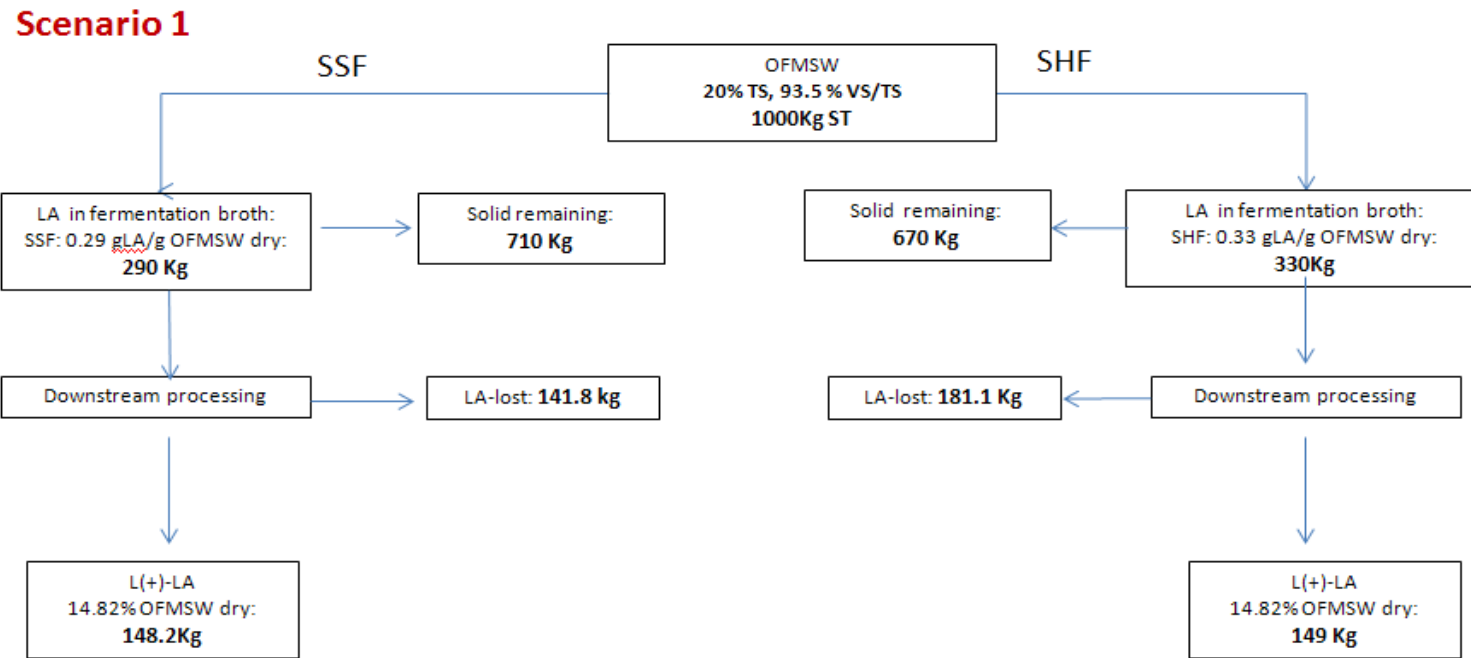 Scenario 1
SSF
OFMSW
20% TS, 93.5 % VS/TS
1000Kg ST
SHF
LA in fermentation broth:
SSF: 0.29 gLA/g OFMSW dry:
290 Kg
Solid remaining:
710 Kg
Solid remaining:
670 Kg
LA in fermentation broth:
SHF: 0.33 gLA/g OFMSW dry:
330Kg
Downstream processing
LA-lost: 141.8 kg
LA-lost: 181.1 Kg
Downstream processing
L(+)-LA
14.82% OFMSW dry:
148.2Kg
L(+)-LA
14.82% OFMSW dry:
149 Kg